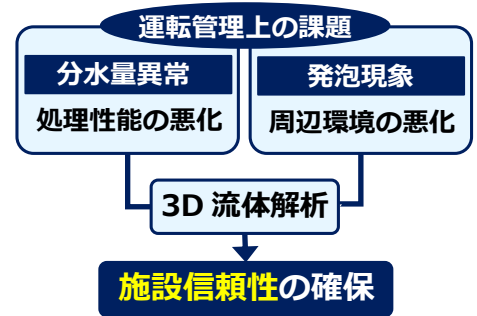 運転管理上の課題
分水量異常
処理性能の悪化
発泡現象
周辺環境の悪化
3D 流体解析
施設信頼性の確保